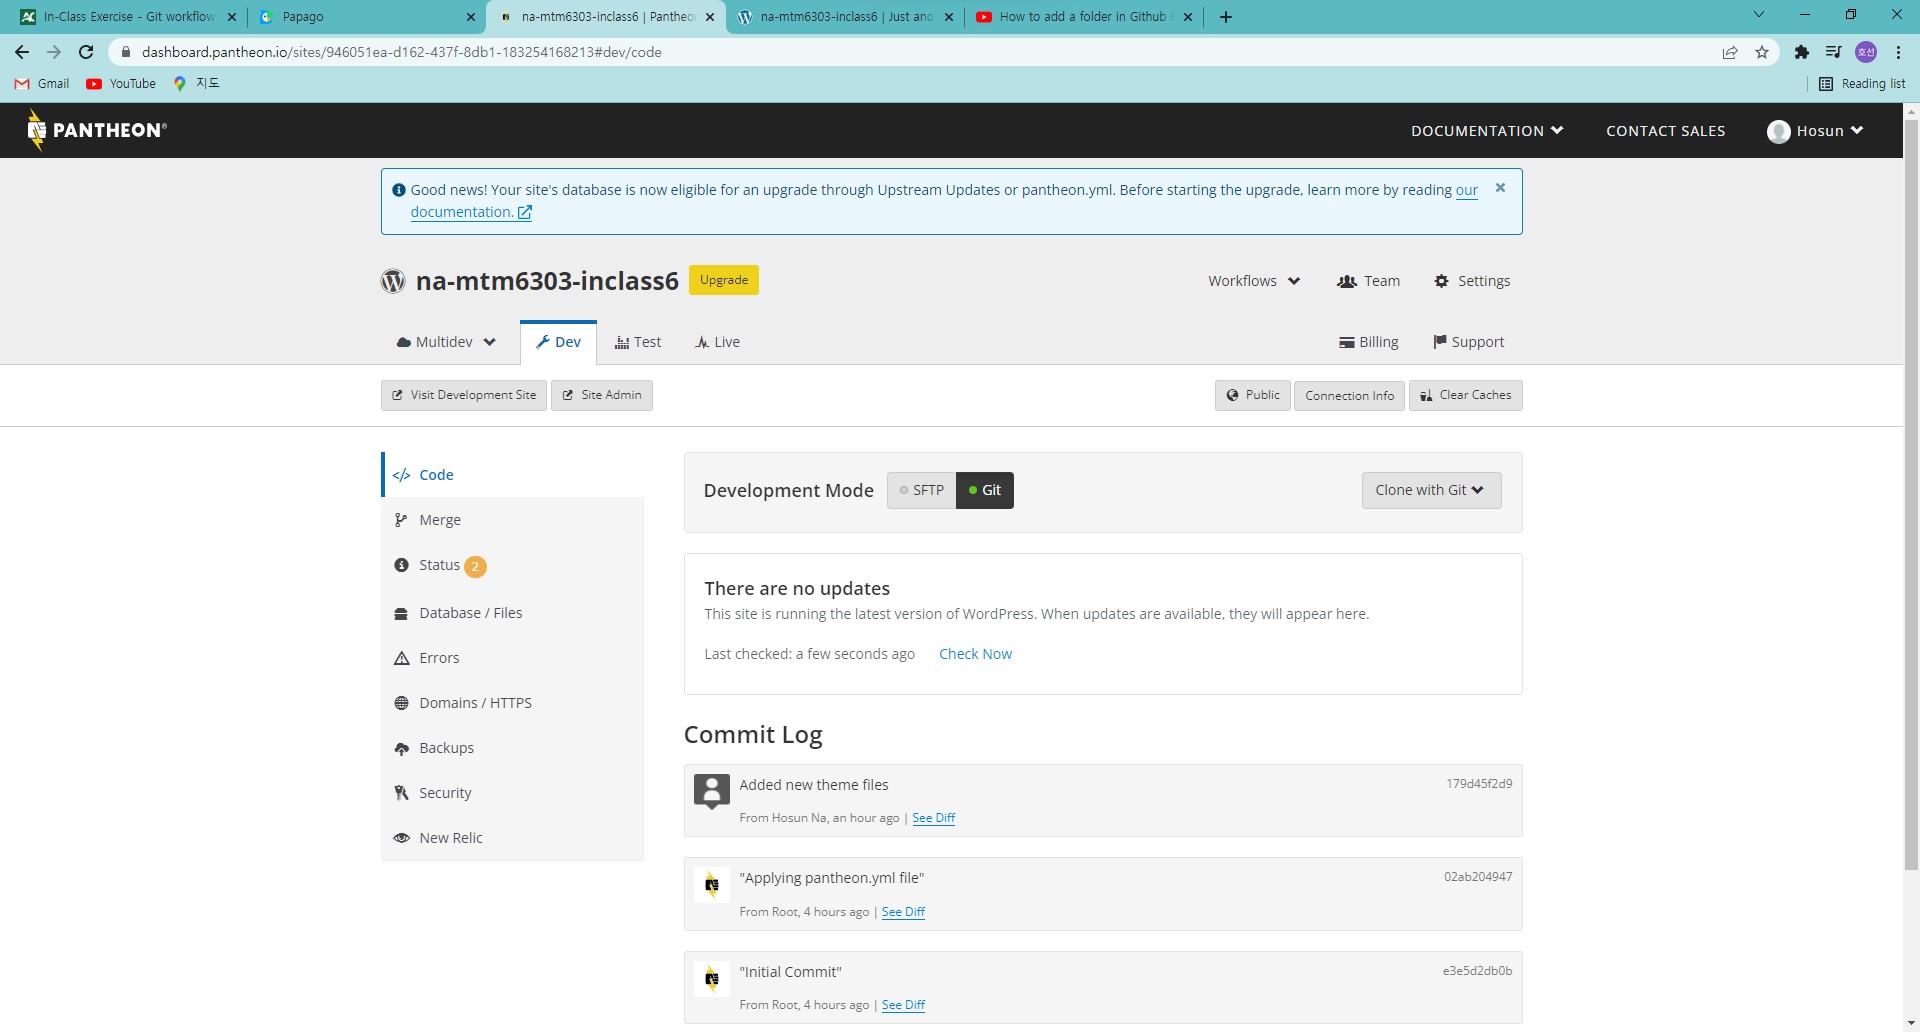 In-Class Exercise - Git workflow
Papago
na-mtm6303-inclass6 | Pantheon
na-mtm6303-inclass6 | Just ano
How to add a folder in Github
dashboard.pantheon.io/sites/946051ea-d162-437f-8db1-183254168213#dev/code
호선
Gmail
YouTube
지도
Reading list
PANTHEON®
DOCUMENTATION
CONTACT SALES
Hosun
Good news! Your site's database is now eligible for an upgrade through Upstream Updates or pantheon.yml. Before starting the upgrade, learn more by reading our
documentation.
na-mtm6303-inclass6
Upgrade
Workflows
Team
Settings
Multidev
Dev
Test
Live
Billing
Support
Visit Development Site
Site Admin
Public
Connection Info
Clear Caches
</> Code
Merge
Status 2
Database / Files
Errors
Domains / HTTPS
Backups
Security
New Relic
Development Mode
SFTP
Git
Clone with Git
There are no updates
This site is running the latest version of WordPress. When updates are available, they will appear here.
Last checked: a few seconds ago
Check Now
Commit Log
Added new theme files
179d45f2d9
From Hosun Na, an hour ago | See Diff
"Applying pantheon.yml file"
02ab204947
From Root, 4 hours ago | See Diff
"Initial Commit"
e3e5d2db0b
From Root, 4 hours ago | See Diff